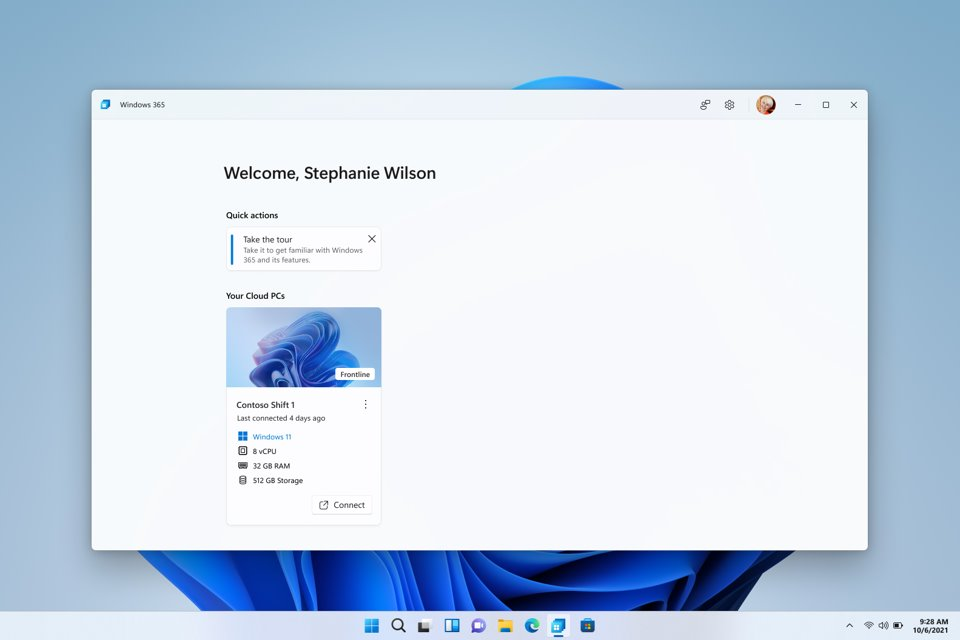 Windows 365
Welcome, Stephanie Wilson
Quick actions
Take the tour
Take it to get familiar with Windows
365 and its features.
Your Cloud PCs
Frontline
Contoso Shift 1
Last connected 4 days ago
Windows 11
8 vCPU
32 GB RAM
512 GB Storage
Connect
9:28 AM
10/6/2021